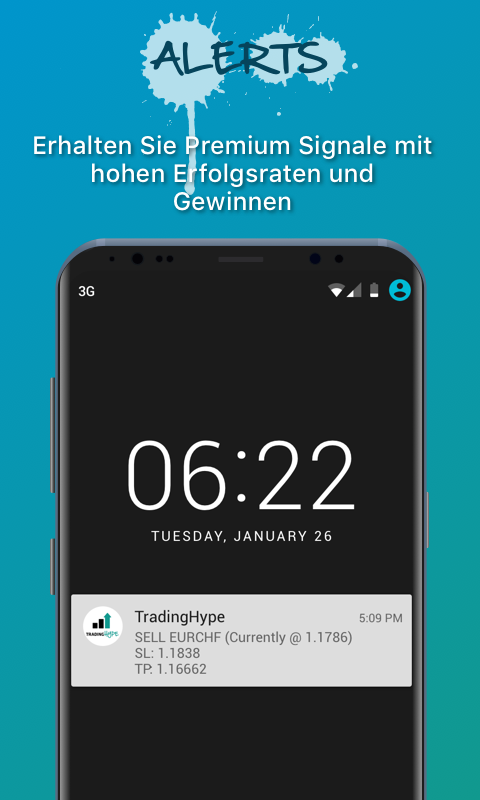 ALERTS
Erhalten Sie Premium Signale mit
hohen Erfolgsraten und
Gewinnen
3G
06:22
TUESDAY, JANUARY 26
TradingHype 5:09 PM
TRADINGHype
SELL EURCHF (Currently @ 1.1786)
SL: 1.1838
TP: 1.16662